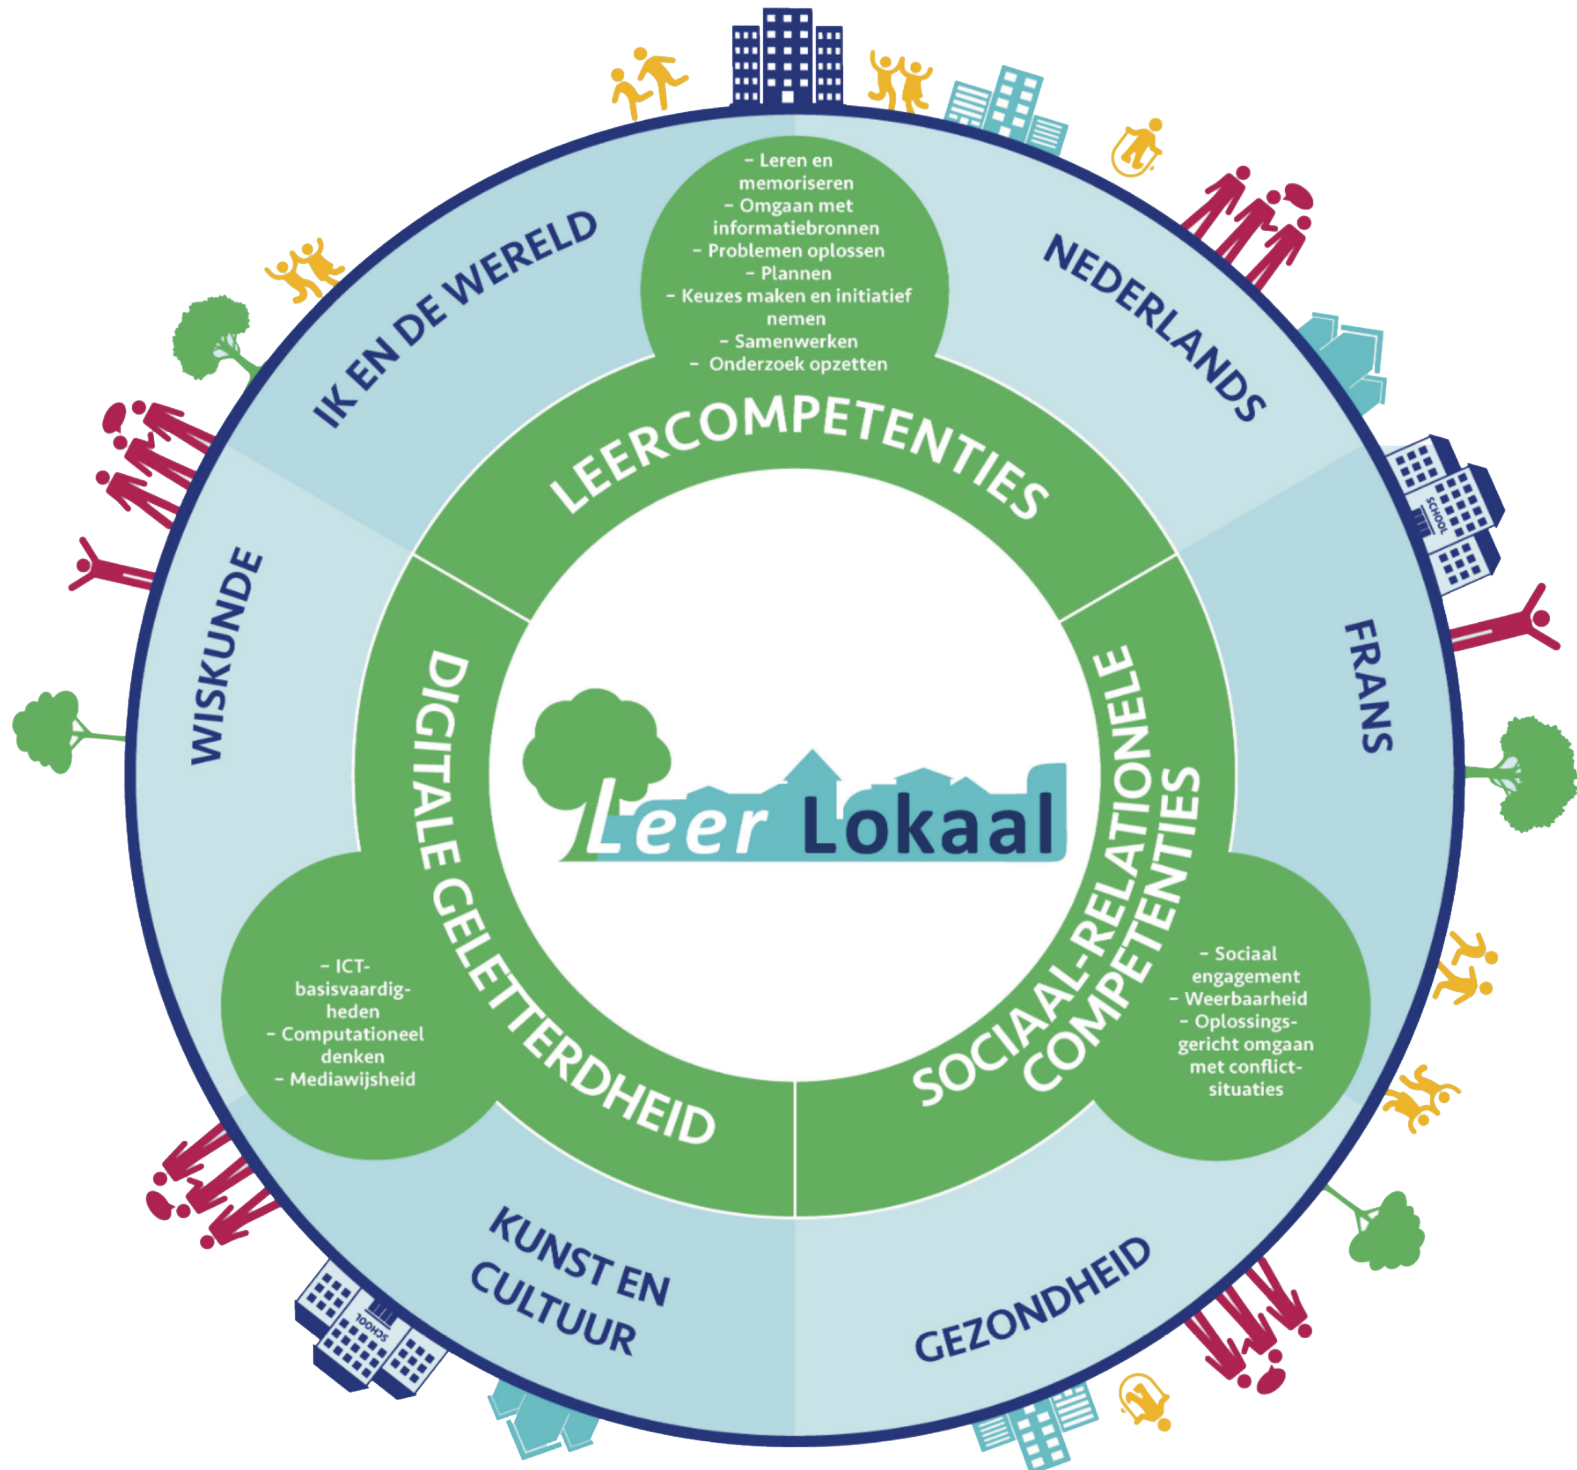 – Leren en
memoriseren
– Omgaan met
informatiebronnen
– Problemen oplossen
– Plannen
– Keuzes maken en initiatief
nemen
– Samenwerken
– Onderzoek opzetten
LEERCOMPETENTIES
IK EN DE WERELD
NEDERLANDS
SCHOOL
FRANS
WISKUNDE
DIGITALE GELETTERDHEID
SOCIAAL-RELATIONELE
COMPETENTIES
Leer Lokaal
– ICT-
basisvaardig-
heden
– Computationeel
denken
– Mediawijsheid
– Sociaal
engagement
– Weerbaarheid
– Oplossings-
gericht omgaan
met conflict-
situaties
KUNST EN
CULTUUR
GEZONDHEID
SCHOOL